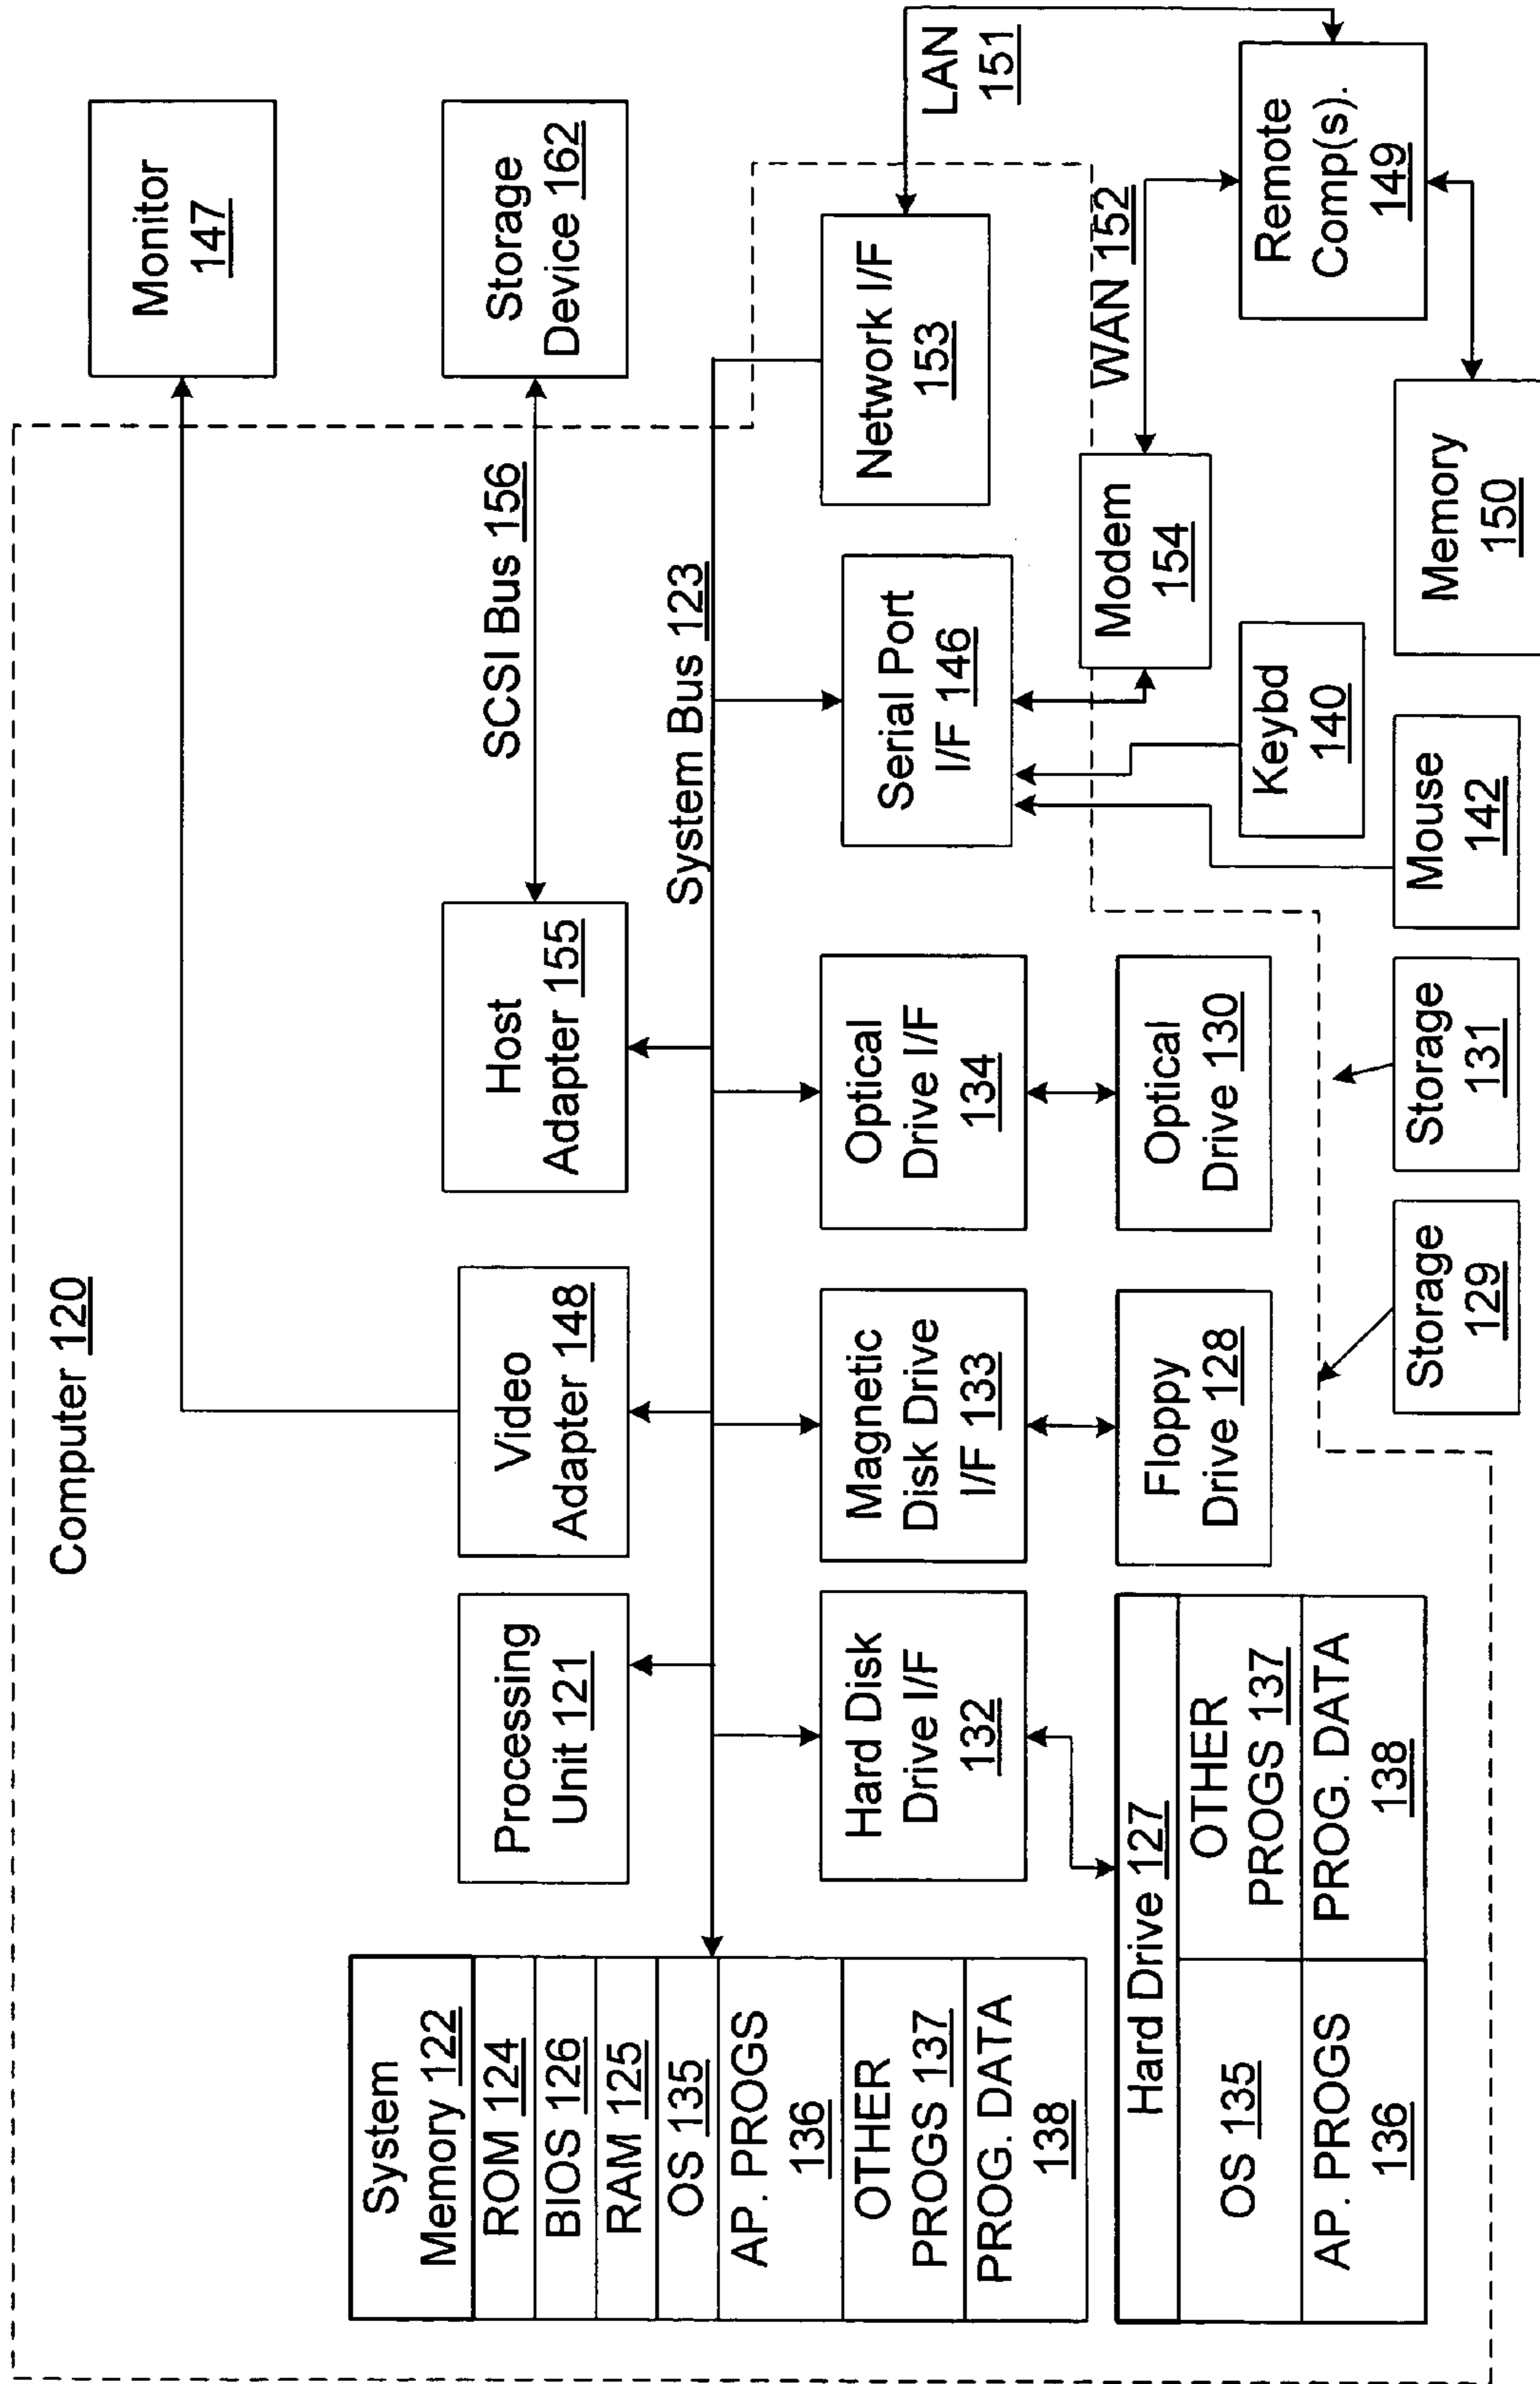 Computer 120
Monitor
147
System
Memory 122
ROM 124
BIOS 126
RAM 125
OS 135
AP. PROGS
136
OTHER
PROGS 137
PROG. DATA
138
Processing
Unit 121
Video
Adapter 148
Host
Adapter 155
SCSI Bus 156
Storage
Device 162
System Bus 123
Hard Disk
Drive I/F
132
Magnetic
Disk Drive
I/F 133
Optical
Drive I/F
134
Serial Port
I/F 146
Network I/F
153
LAN
151
Hard Drive 127
OS 135
OTHER
PROGS 137
AP. PROGS
136
PROG. DATA
138
Floppy
Drive 128
Optical
Drive 130
Modem
154
WAN 152
Storage
129
Storage
131
Mouse
142
Keybd
140
Memory
150
Remote
Comp(s).
149